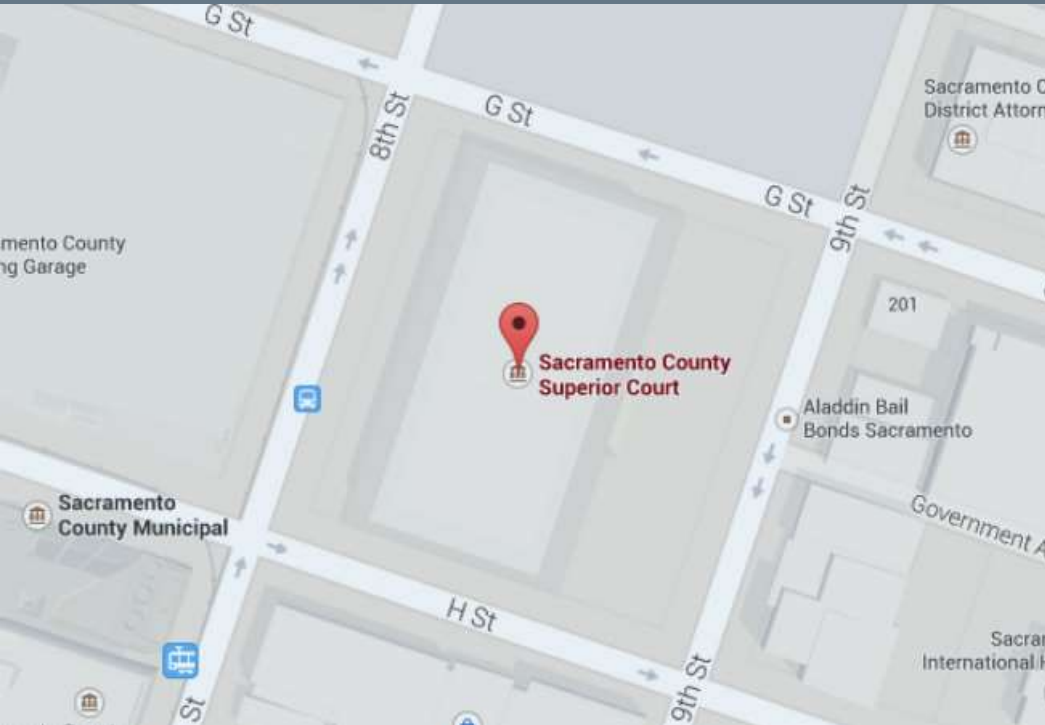 G St
8th St
G St
Sacramento C
District Attorn
G St
9th St
mento County
ng Garage
201
Sacramento County
Superior Court
Aladdin Bail
Bonds Sacramento
Sacramento
County Municipal
Government A
H St
Sacrar
International H
9th St
St